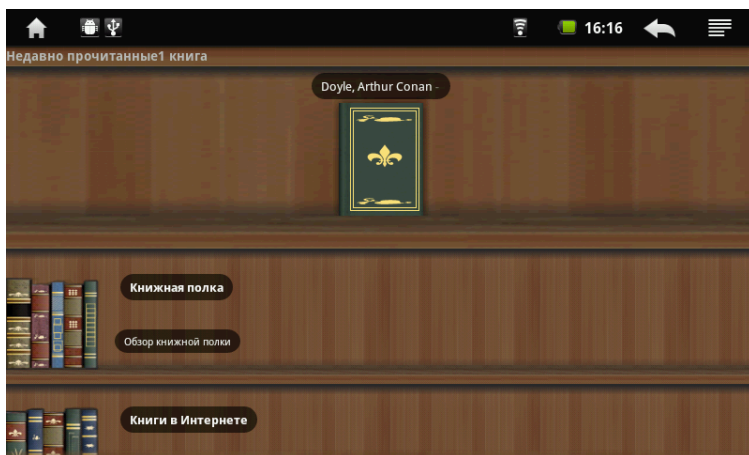 16:16
Недавно прочитанные1 книга
Doyle, Arthur Conan -
Книжная полка
Обзор книжной полки
Книги в Интернете